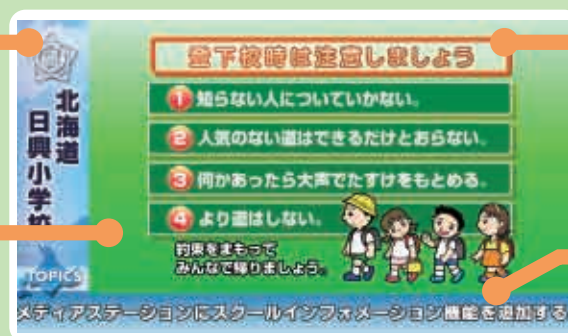 北海道
日興小学校
登下校時は注意しましょう
1 知らない人についていかない。
2 人気のない道はできるだけとおらない。
3 何かあったら大声でたすけをもとめる。
4 より道はしない。
約束をまもって
みんなで帰りましょう。
TOPICS
メディアステーションにスクールインフォメーション機能を追加する